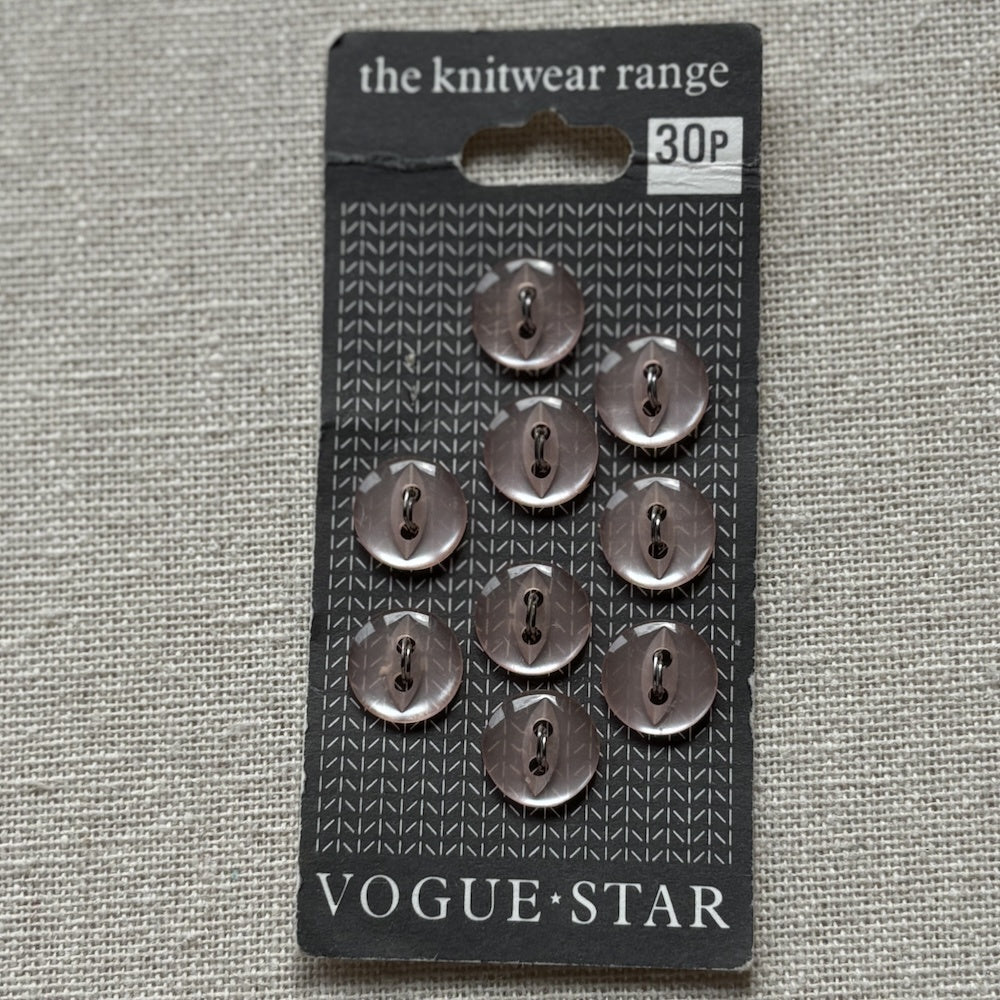 the knitwear range
30P
VOGUE★STAR